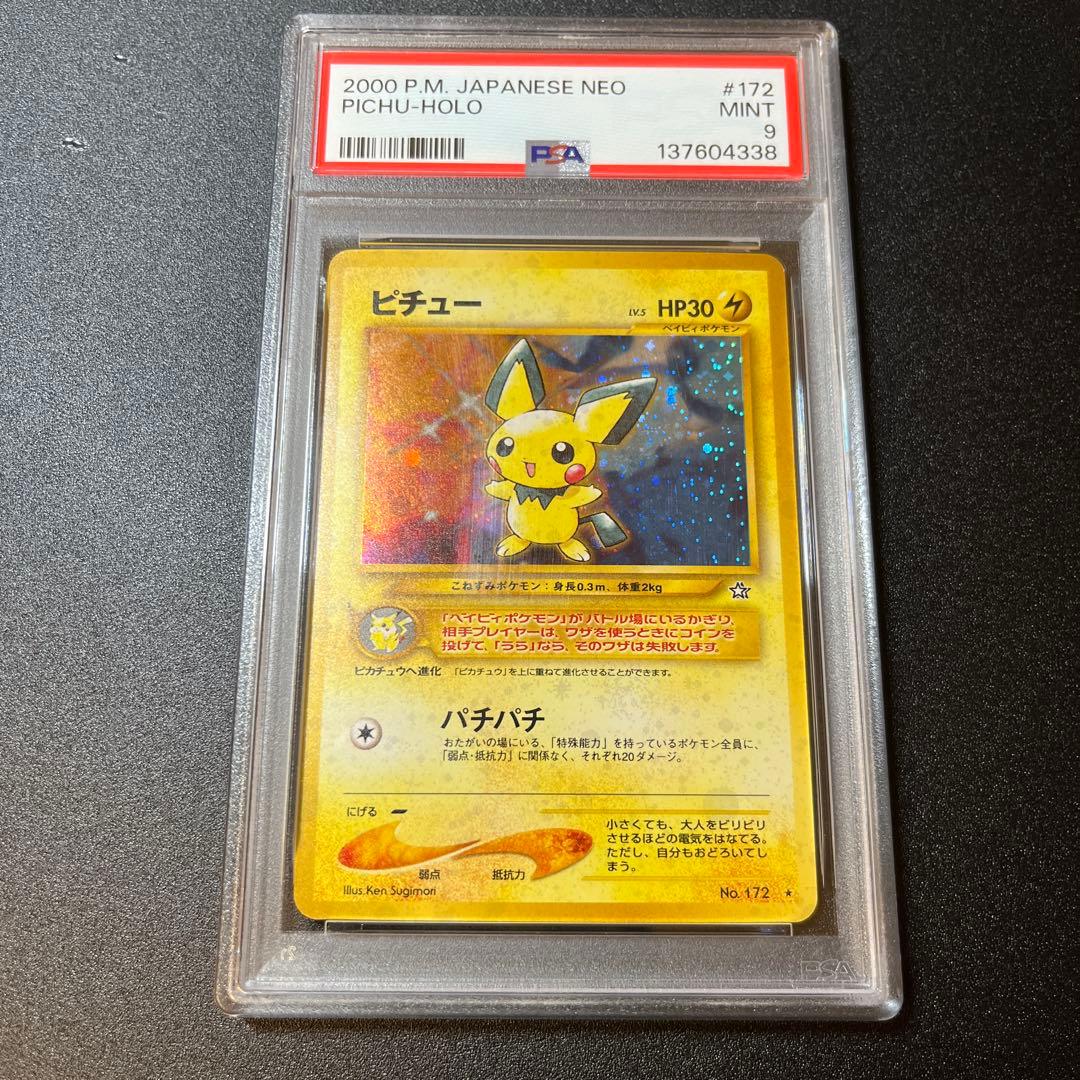 2000 P.M. JAPANESE NEO #172
PICHU-HOLO MINT
9
PSA 137604338
ピチュー LV.5 HP30
ベイビィポケモン
こねずみポケモン：身長0.3m、体重2kg
「ベイビィポケモン」がバトル場にいるかぎり、
相手プレイヤーは、ワザを使うときにコインを
投げて、「うら」なら、そのワザは失敗します。
ピカチュウへ進化 「ピカチュウ」を上に重ねて進化させることができます。
パチパチ
おたがいの場にいる、「特殊能力」を持っているポケモン全員に、
「弱点・抵抗力」に関係なく、それぞれ20ダメージ。
にげる
弱点 抵抗力
小さくても、大人をビリビリ
させるほどの電気をはなてる。
ただし、自分もおどろいてし
まう。
Illus. Ken Sugimori No. 172 ★
PSA